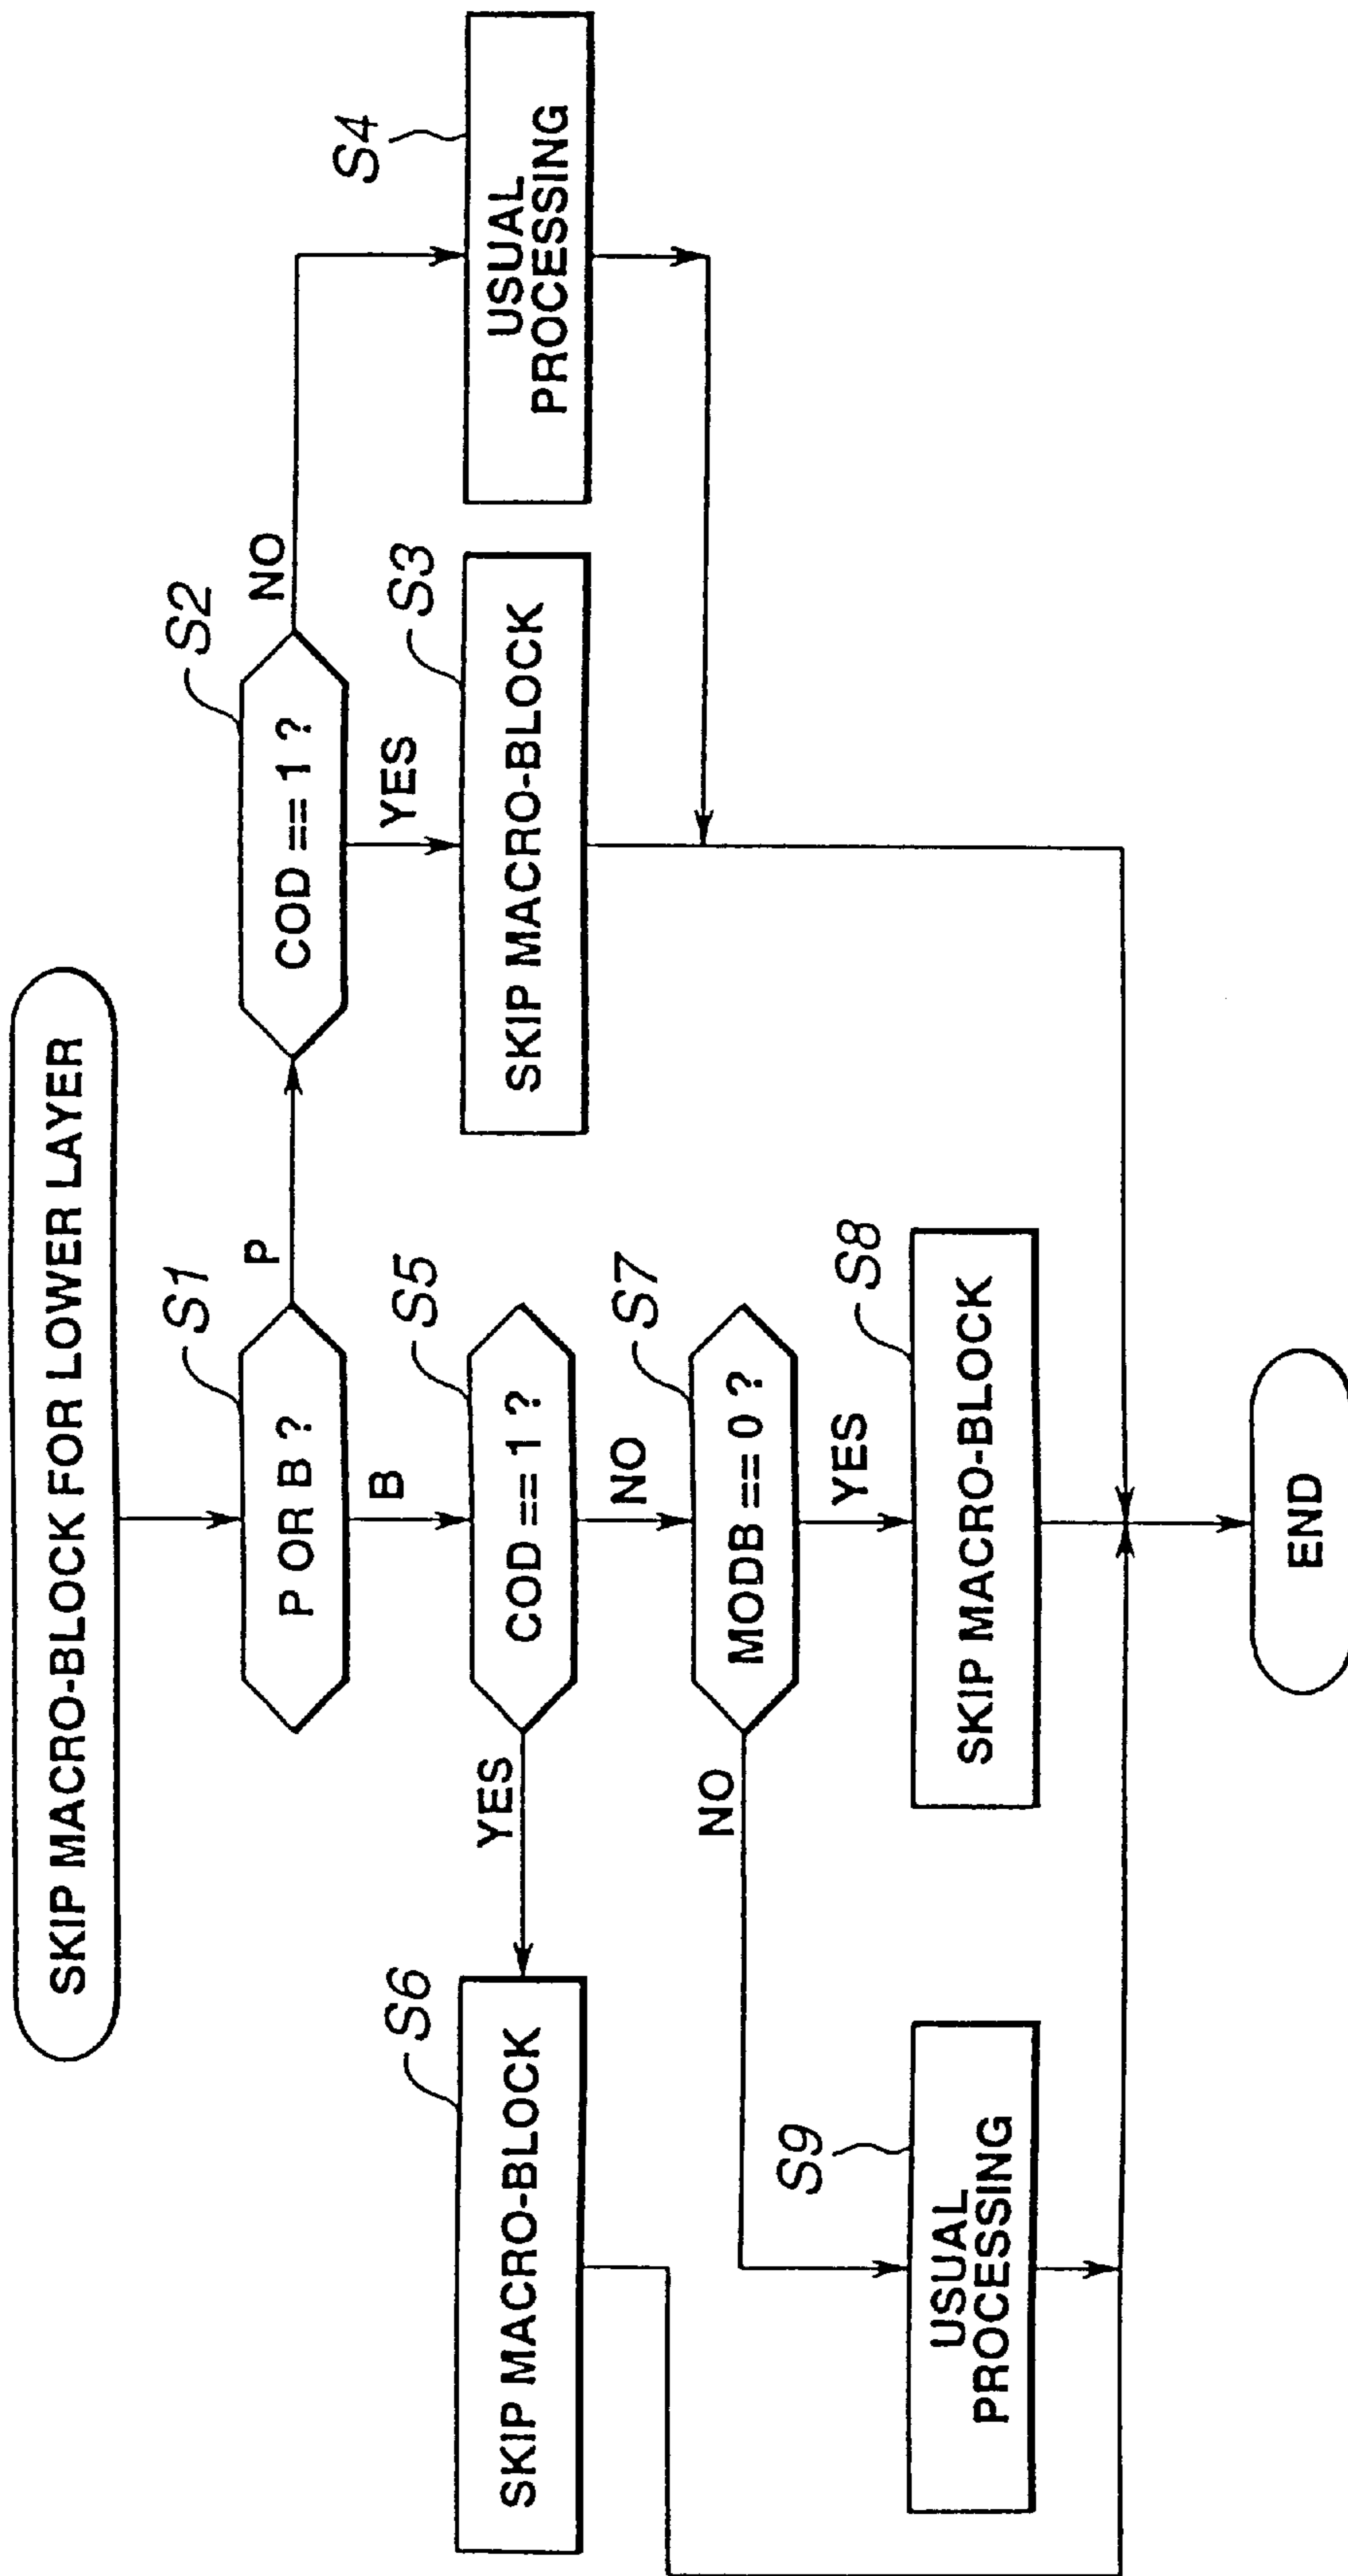 SKIP MACRO-BLOCK FOR LOWER LAYER
S1
P OR B ?
P
B
S2
COD == 1 ?
NO
YES
S3
SKIP MACRO-BLOCK
S4
USUAL
PROCESSING
S5
COD == 1 ?
YES
NO
S6
SKIP MACRO-BLOCK
S7
MODB == 0 ?
NO
YES
S8
SKIP MACRO-BLOCK
S9
USUAL
PROCESSING
END